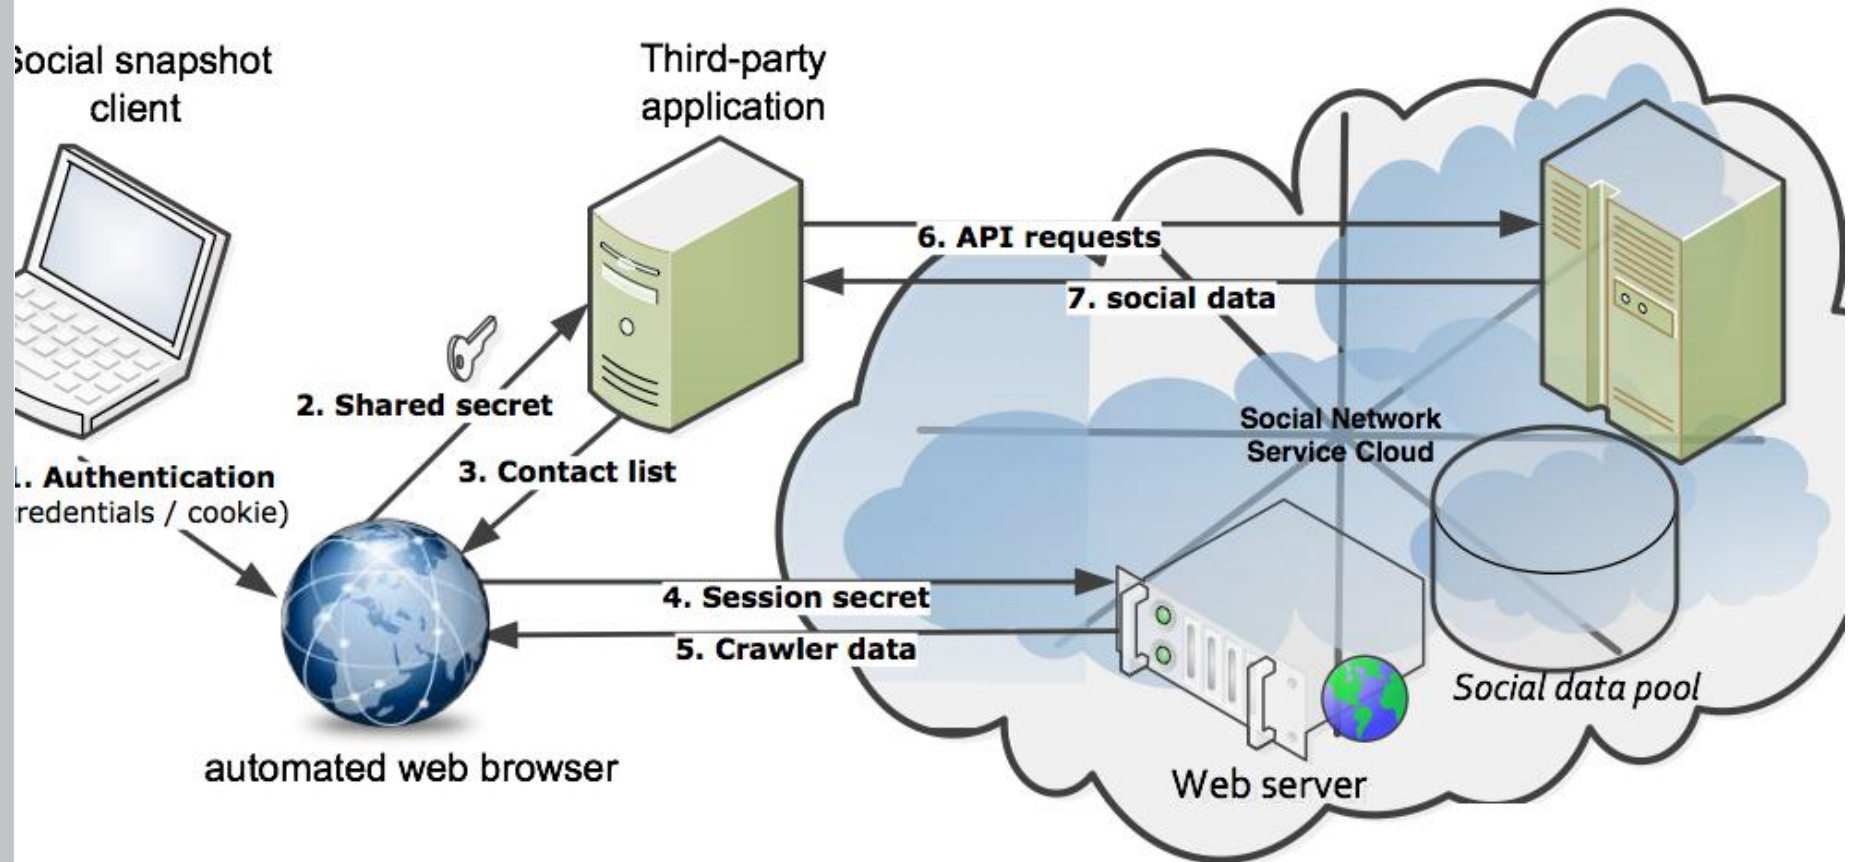 Social snapshot
client
Third-party
application
6. API requests
7. social data
2. Shared secret
3. Contact list
1. Authentication
redentials / cookie)
Social Network
Service Cloud
4. Session secret
5. Crawler data
Social data pool
automated web browser
Web server